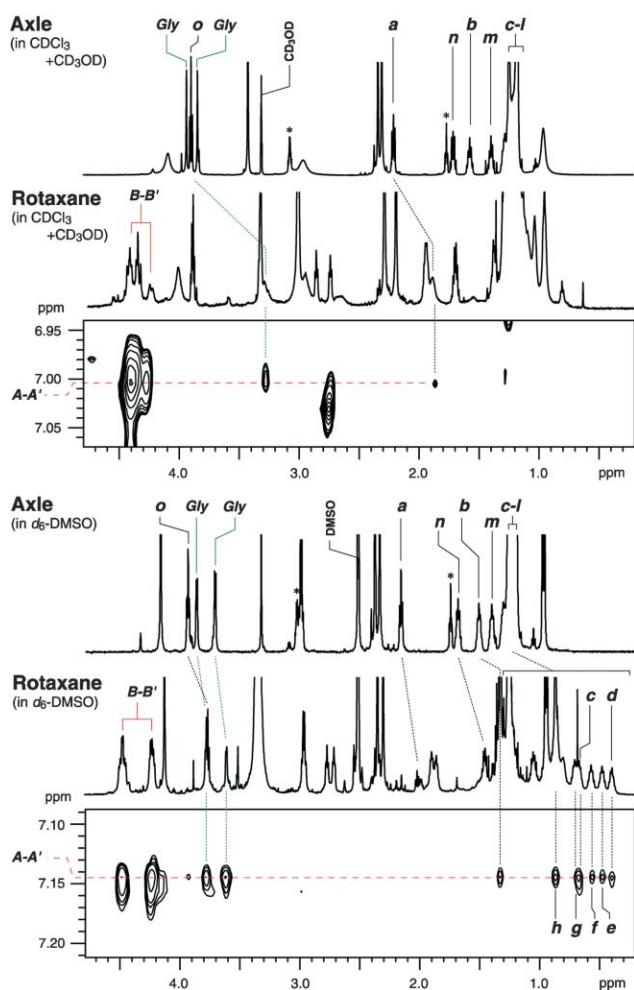 Axle
(in CDCl₃
+CD₃OD)
Gly o Gly CD₃OD a n b m c-l
*
*
Rotaxane
(in CDCl₃
+CD₃OD)
B-B'
ppm
6.95
7.00
A-A'
7.05
4.0 3.0 2.0 1.0 ppm
Axle
(in d₆-DMSO)
o Gly Gly DMSO a n b m c-l
*
*
Rotaxane
(in d₆-DMSO)
B-B'
c d
ppm
7.10
A-A'
7.15
h g f e
7.20
4.0 3.0 2.0 1.0 ppm